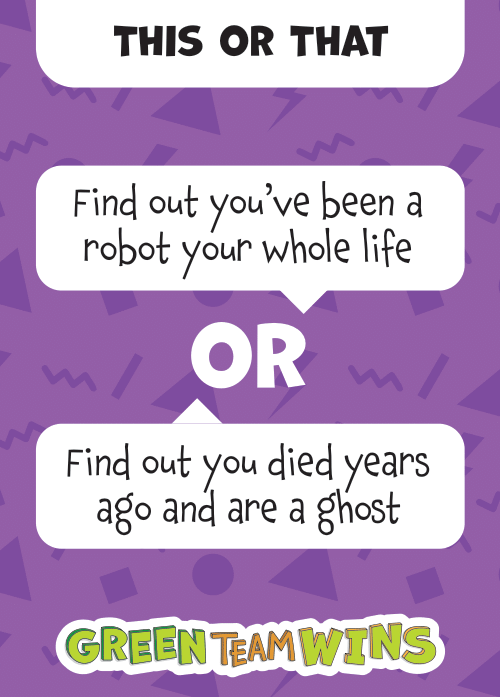 THIS OR THAT
Find out you've been a
robot your whole life
OR
Find out you died years
ago and are a ghost
GREEN TEAM WINS